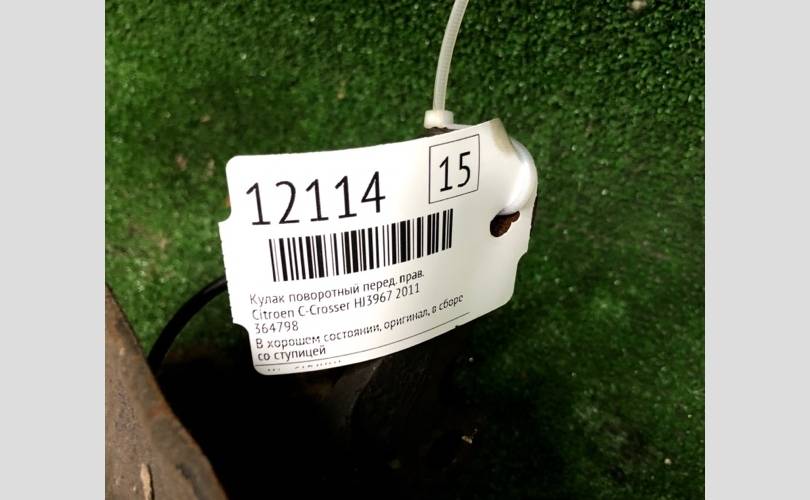 12114 15
Кулак поворотный перед. прав.
Citroen C-Crosser HJ3967 2011
364798
В хорошем состоянии, оригинал, в сборе
со ступицей